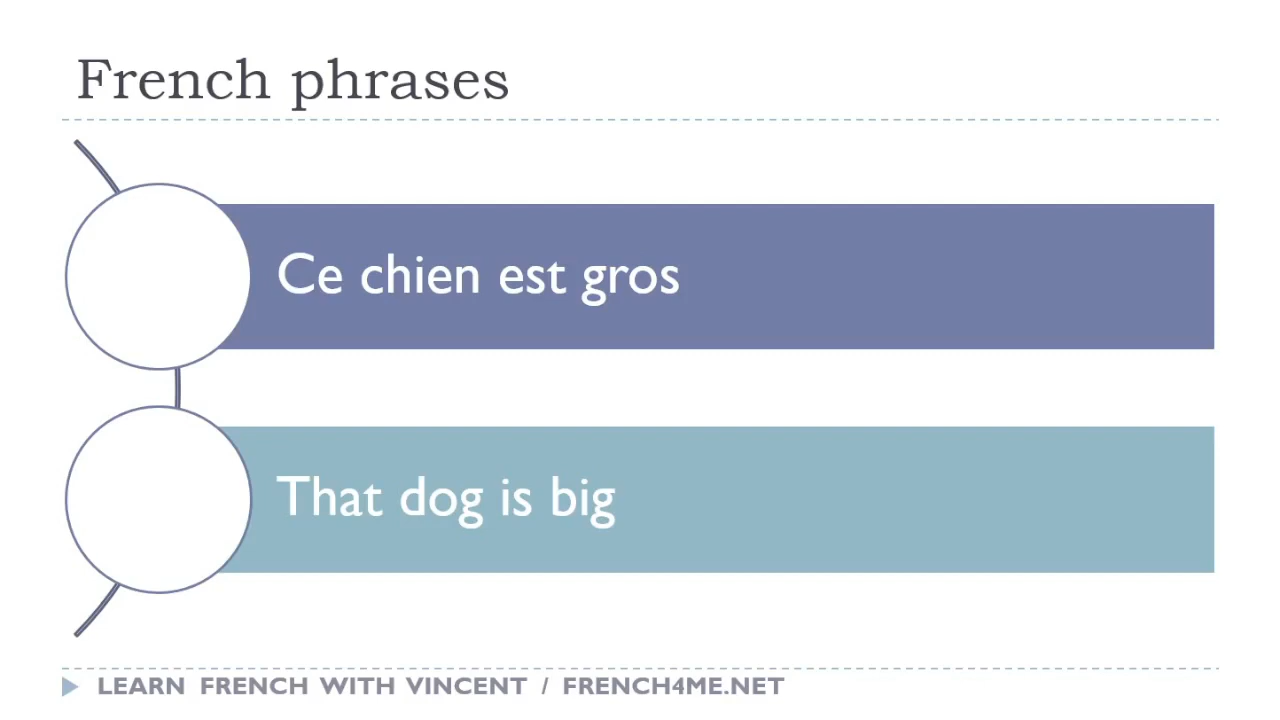 French phrases
Ce chien est gros
That dog is big
LEARN FRENCH WITH VINCENT / FRENCH4ME.NET